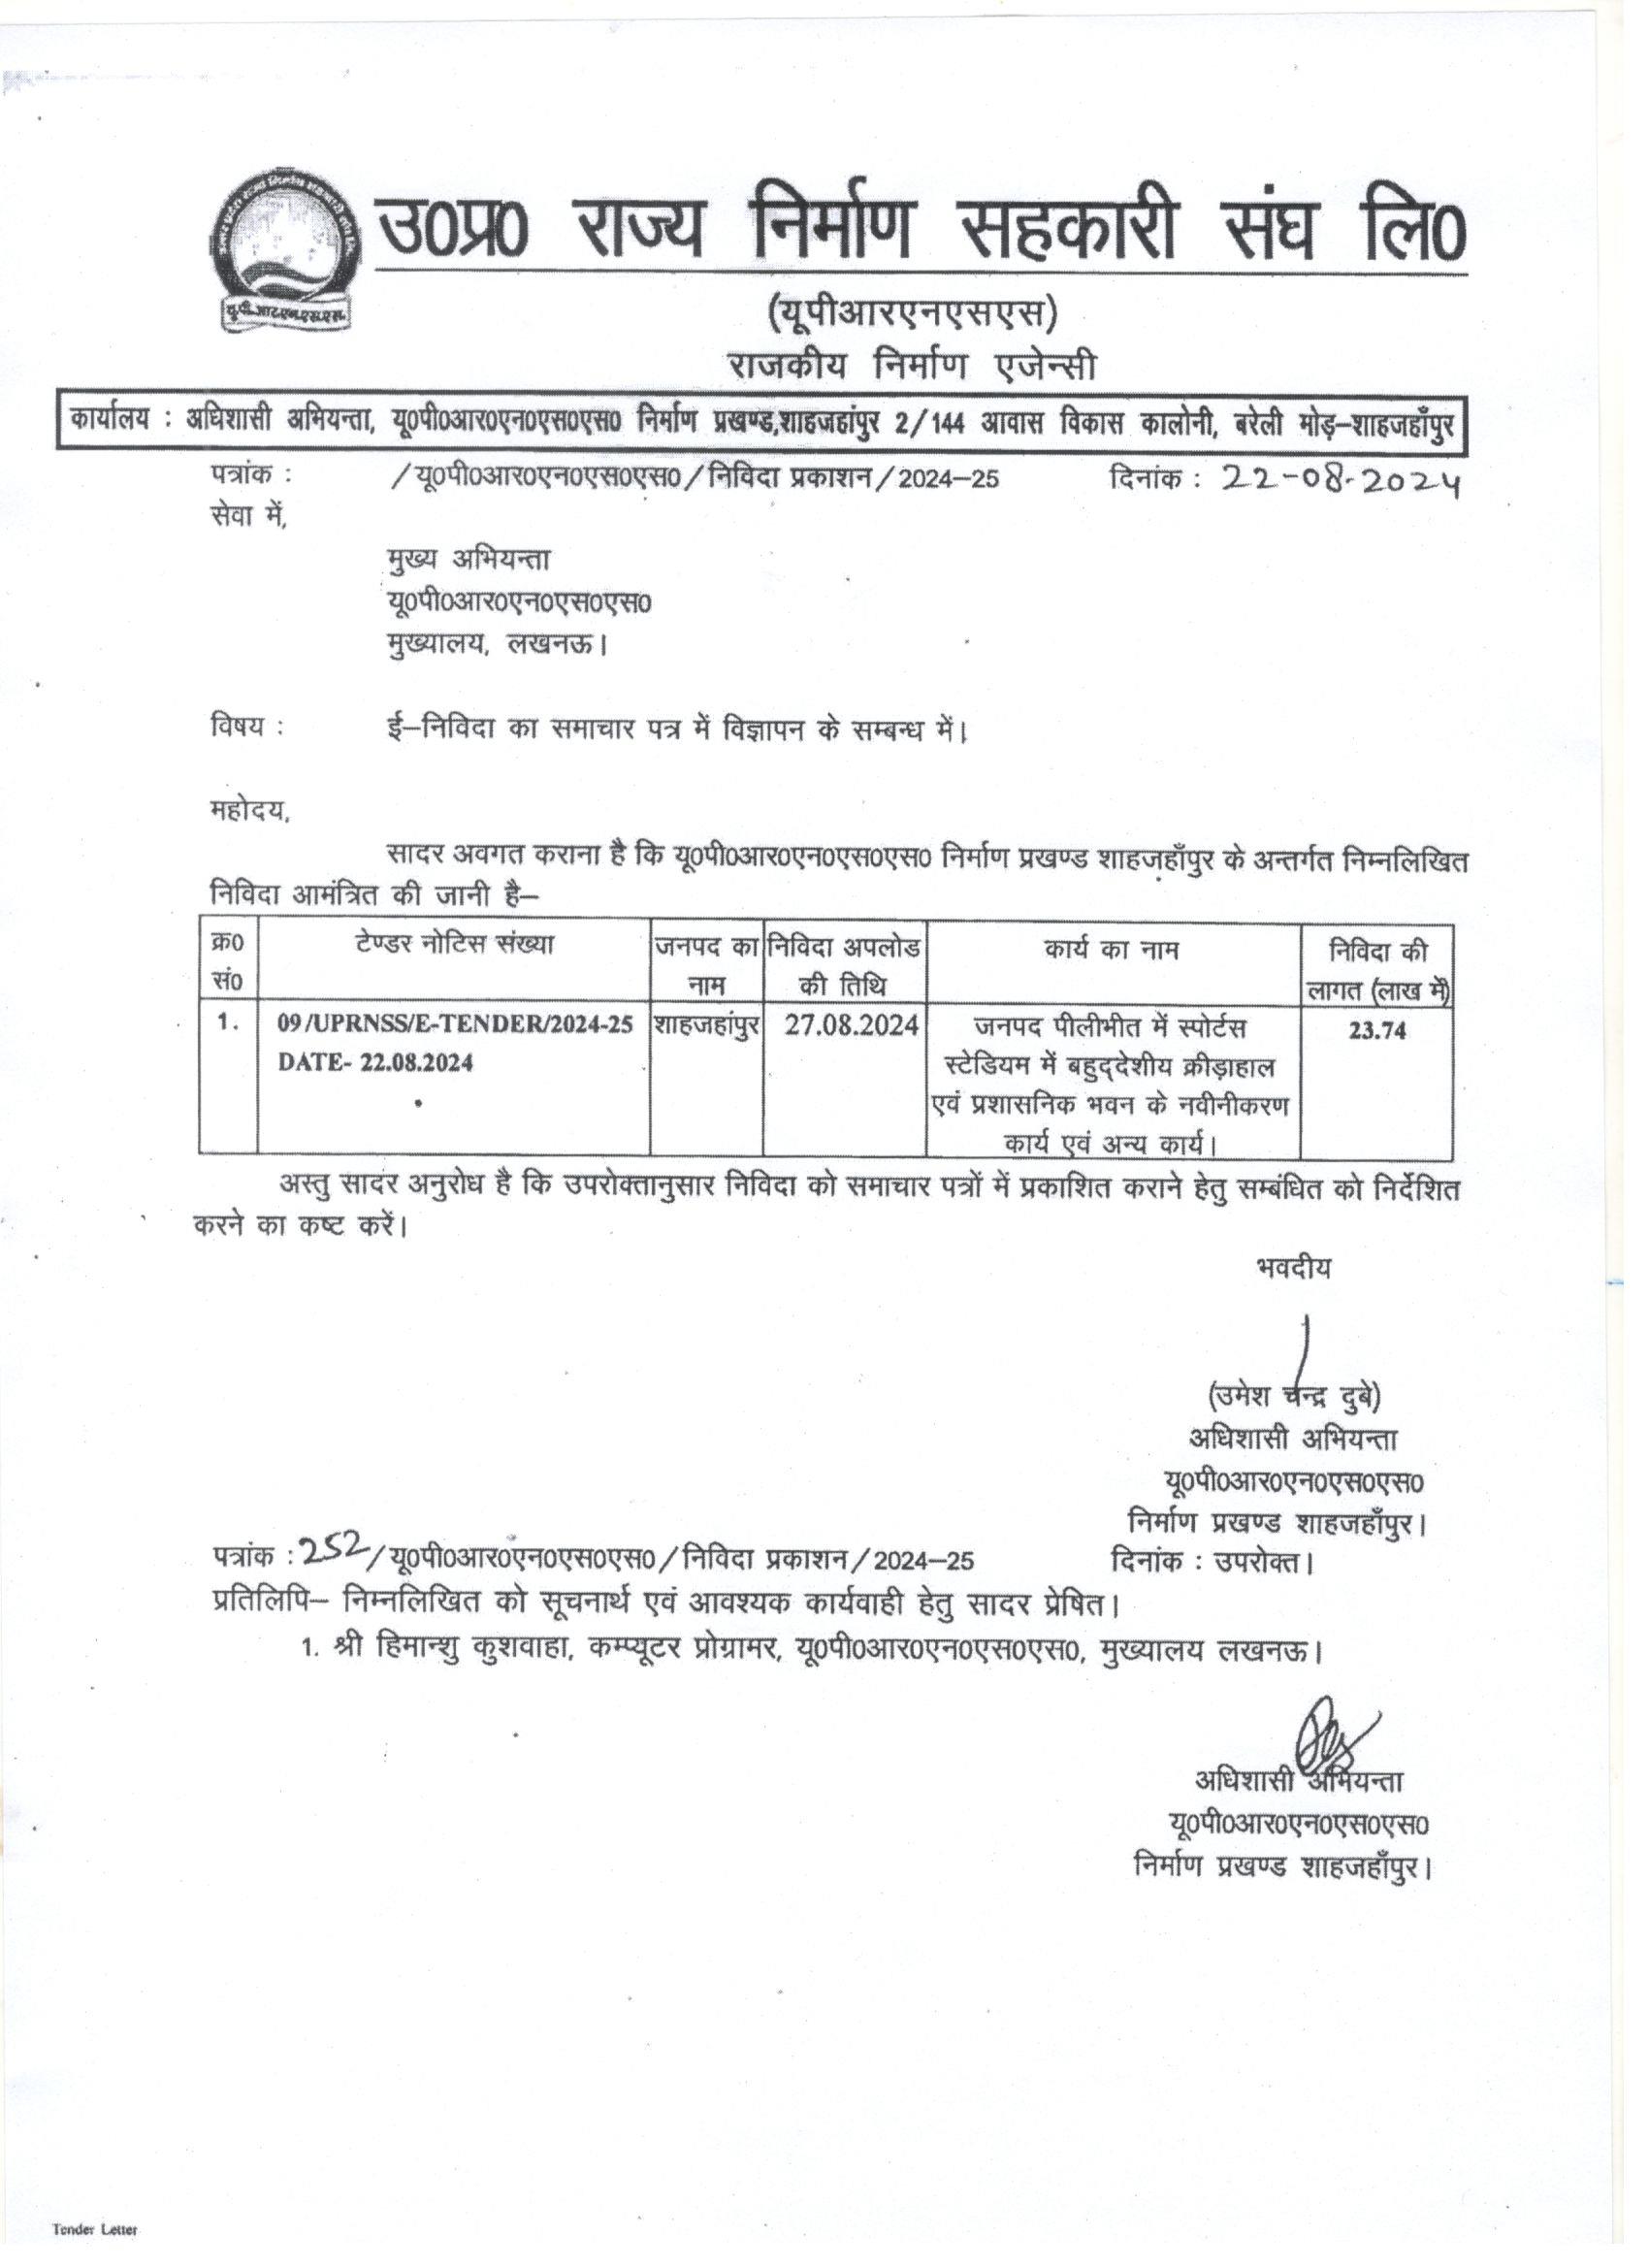 यू.पी.आर.एन.एस.एस.
उ0प्र0 राज्य निर्माण सहकारी संघ लि0
(यूपीआरएनएसएस)
राजकीय निर्माण एजेन्सी
कार्यालय : अधिशासी अभियन्ता, यू0पी0आर0एन0एस0एस0 निर्माण प्रखण्ड,शाहजहांपुर 2/144 आवास विकास कालोनी, बरेली मोड़–शाहजहाँपुर
पत्रांक : /यू0पी0आर0एन0एस0एस0/निविदा प्रकाशन/2024–25 दिनांक : 22-08-2024
सेवा में,
मुख्य अभियन्ता
यू0पी0आर0एन0एस0एस0
मुख्यालय, लखनऊ।
विषय : ई–निविदा का समाचार पत्र में विज्ञापन के सम्बन्ध में।
महोदय,
सादर अवगत कराना है कि यू0पी0आर0एन0एस0एस0 निर्माण प्रखण्ड शाहजहाँपुर के अन्तर्गत निम्नलिखित
निविदा आमंत्रित की जानी है–
क्र0 टेण्डर नोटिस संख्या जनपद का निविदा अपलोड कार्य का नाम निविदा की
सं0 नाम की तिथि लागत (लाख में)
1. 09/UPRNSS/E-TENDER/2024-25 शाहजहांपुर 27.08.2024 जनपद पीलीभीत में स्पोर्टस 23.74
DATE- 22.08.2024 स्टेडियम में बहुद्देशीय क्रीड़ाहाल
एवं प्रशासनिक भवन के नवीनीकरण
कार्य एवं अन्य कार्य।
अस्तु सादर अनुरोध है कि उपरोक्तानुसार निविदा को समाचार पत्रों में प्रकाशित कराने हेतु सम्बंधित को निर्देशित
करने का कष्ट करें।
भवदीय
(उमेश चन्द्र दुबे)
अधिशासी अभियन्ता
यू0पी0आर0एन0एस0एस0
निर्माण प्रखण्ड शाहजहाँपुर।
पत्रांक : 252/यू0पी0आर0एन0एस0एस0/निविदा प्रकाशन/2024–25 दिनांक : उपरोक्त।
प्रतिलिपि– निम्नलिखित को सूचनार्थ एवं आवश्यक कार्यवाही हेतु सादर प्रेषित।
1. श्री हिमान्शु कुशवाहा, कम्प्यूटर प्रोग्रामर, यू0पी0आर0एन0एस0एस0, मुख्यालय लखनऊ।
अधिशासी अभियन्ता
यू0पी0आर0एन0एस0एस0
निर्माण प्रखण्ड शाहजहाँपुर।
Tender Letter